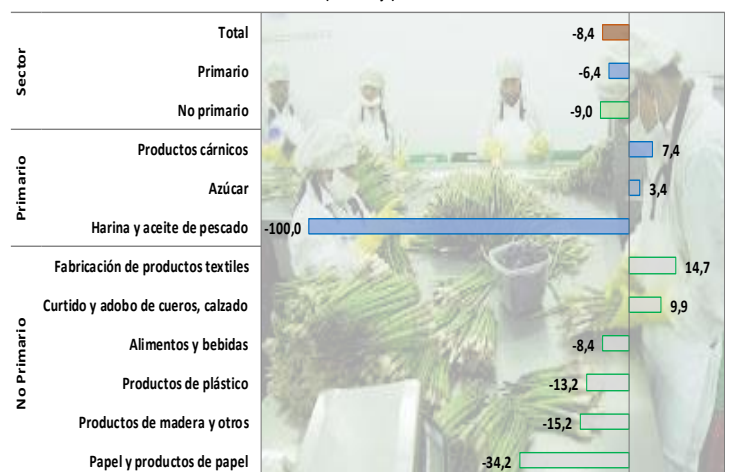 Sector
Total -8,4
Primario -6,4
No primario -9,0
Primario
Productos cárnicos 7,4
Azúcar 3,4
Harina y aceite de pescado -100,0
No Primario
Fabricación de productos textiles 14,7
Curtido y adobo de cueros, calzado 9,9
Alimentos y bebidas -8,4
Productos de plástico -13,2
Productos de madera y otros -15,2
Papel y productos de papel -34,2